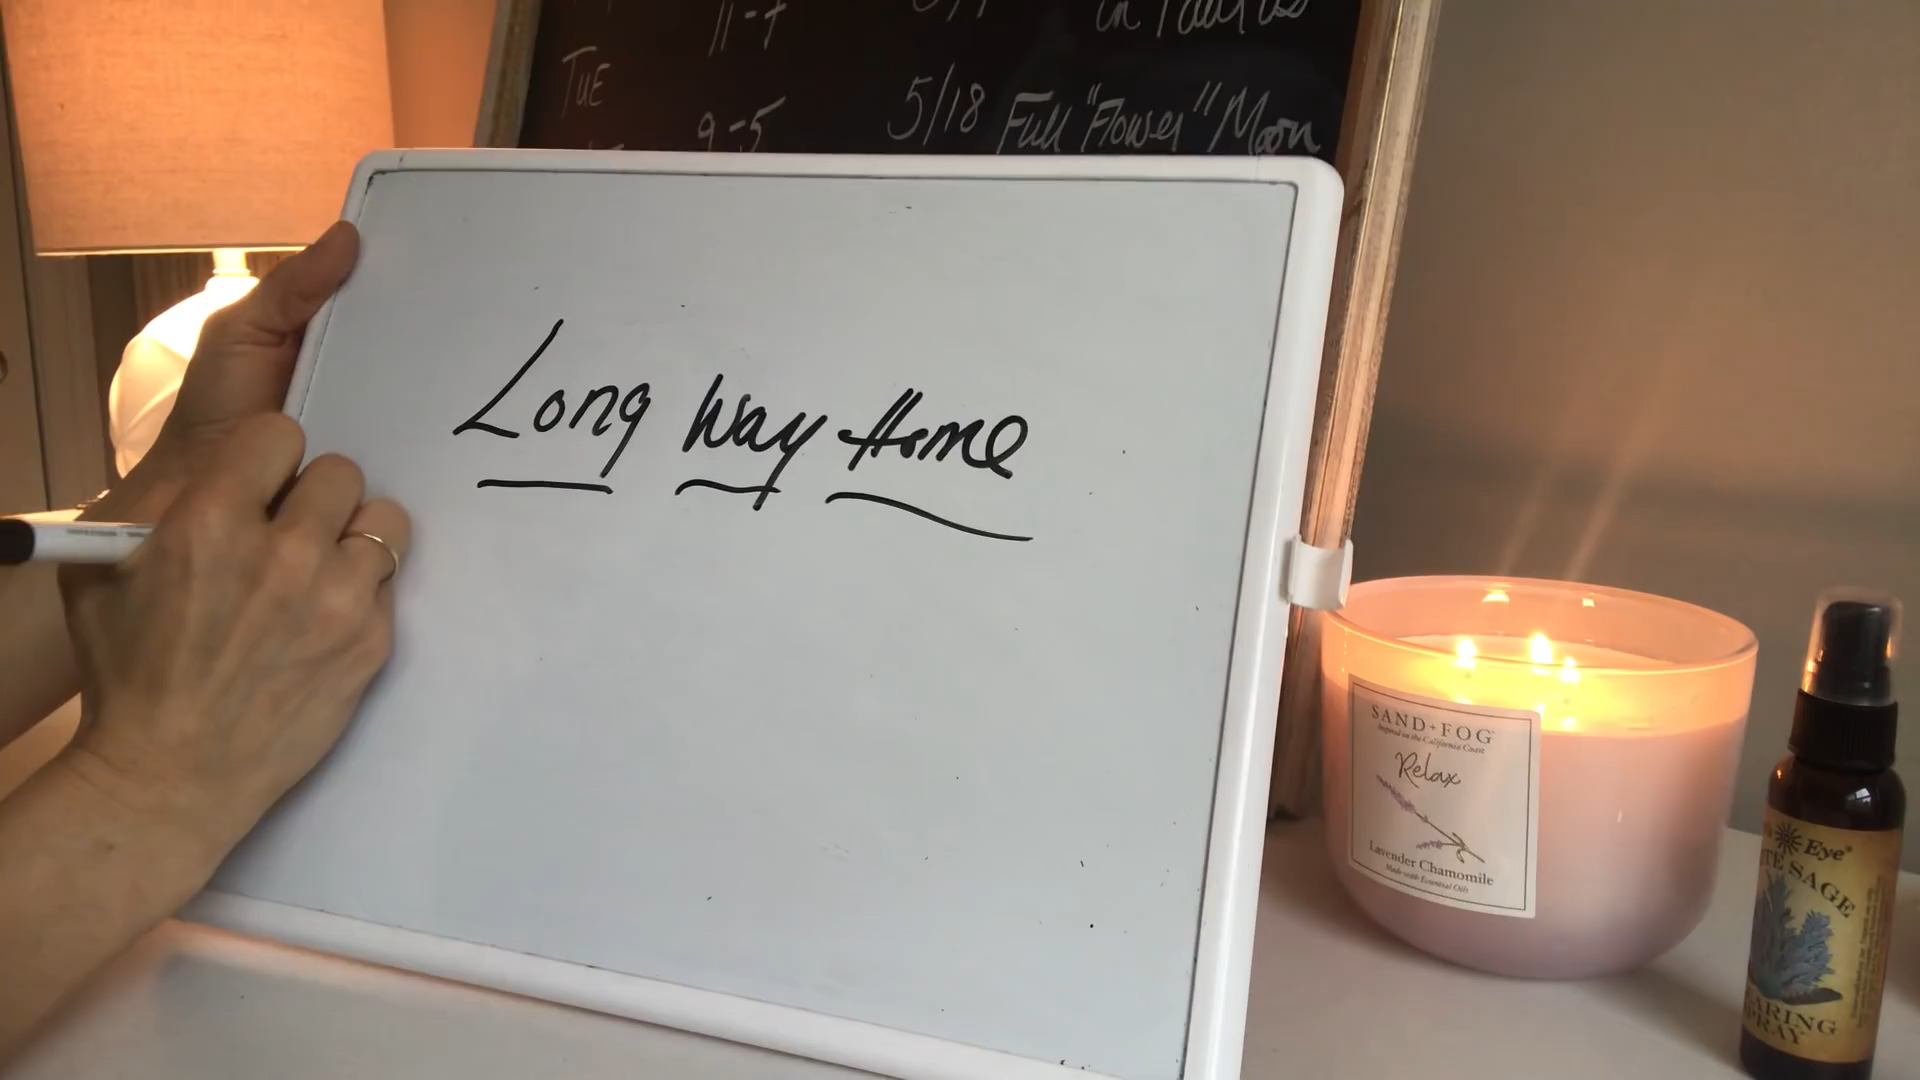 11-7
in Taurus
TUE
9-5
5/18 Full "Flower" Moon
Long Way Home
SAND+FOG
Inspired on the California Coast
Relax
Lavender Chamomile
Made with Essential Oils
Eye®
SAGE
SPRAY